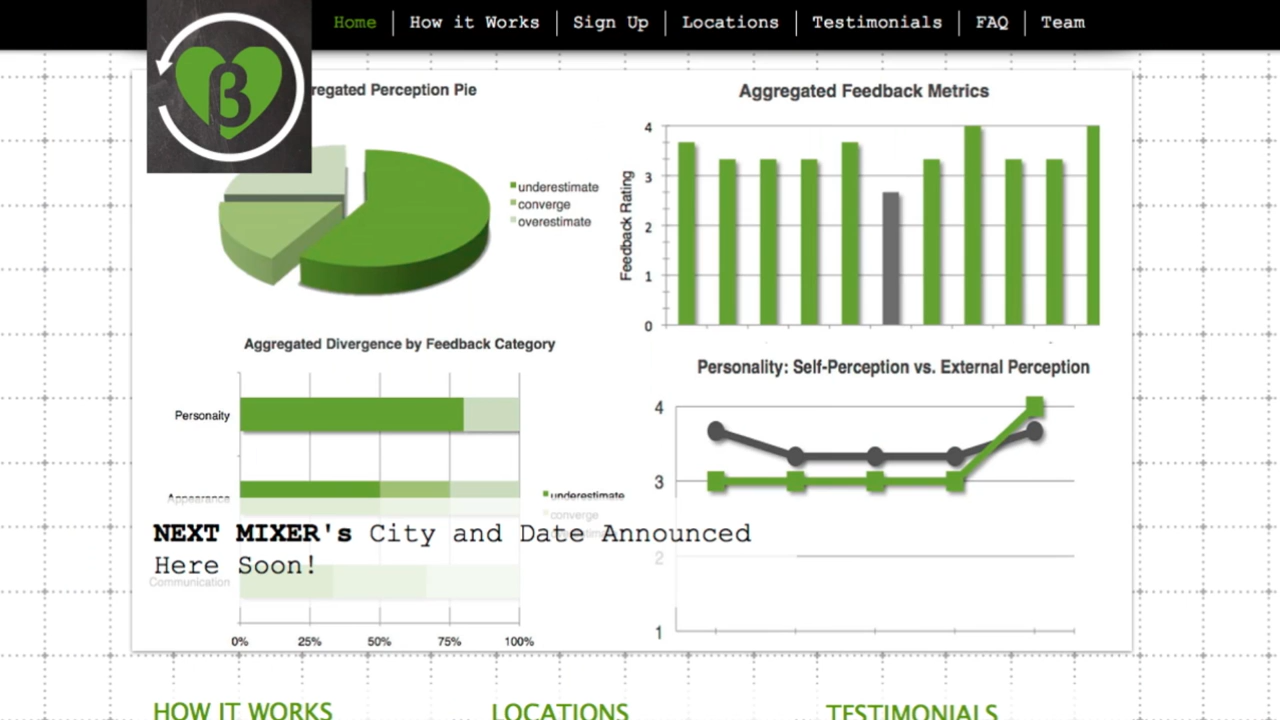 Home How it Works Sign Up Locations Testimonials FAQ Team
β
regated Perception Pie
underestimate
converge
overestimate
Aggregated Feedback Metrics
Feedback Rating
4
3
2
1
0
Aggregated Divergence by Feedback Category
Personaity
Appearance
Communication
underestimate
converge
0% 25% 50% 75% 100%
Personality: Self-Perception vs. External Perception
4
3
2
1
NEXT MIXER's City and Date Announced
Here Soon!
HOW IT WORKS
LOCATIONS
TESTIMONIALS